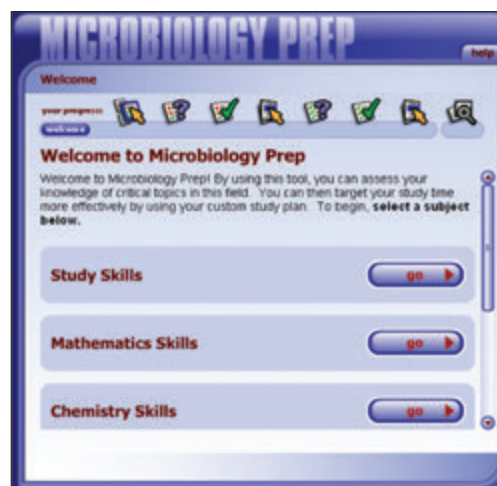 MICROBIOLOGY PREP
help
Welcome
your progress:
welcome
Welcome to Microbiology Prep
Welcome to Microbiology Prep! By using this tool, you can assess your
knowledge of critical topics in this field. You can then target your study time
more effectively by using your custom study plan. To begin, select a subject
below.
Study Skills
go
Mathematics Skills
go
Chemistry Skills
go